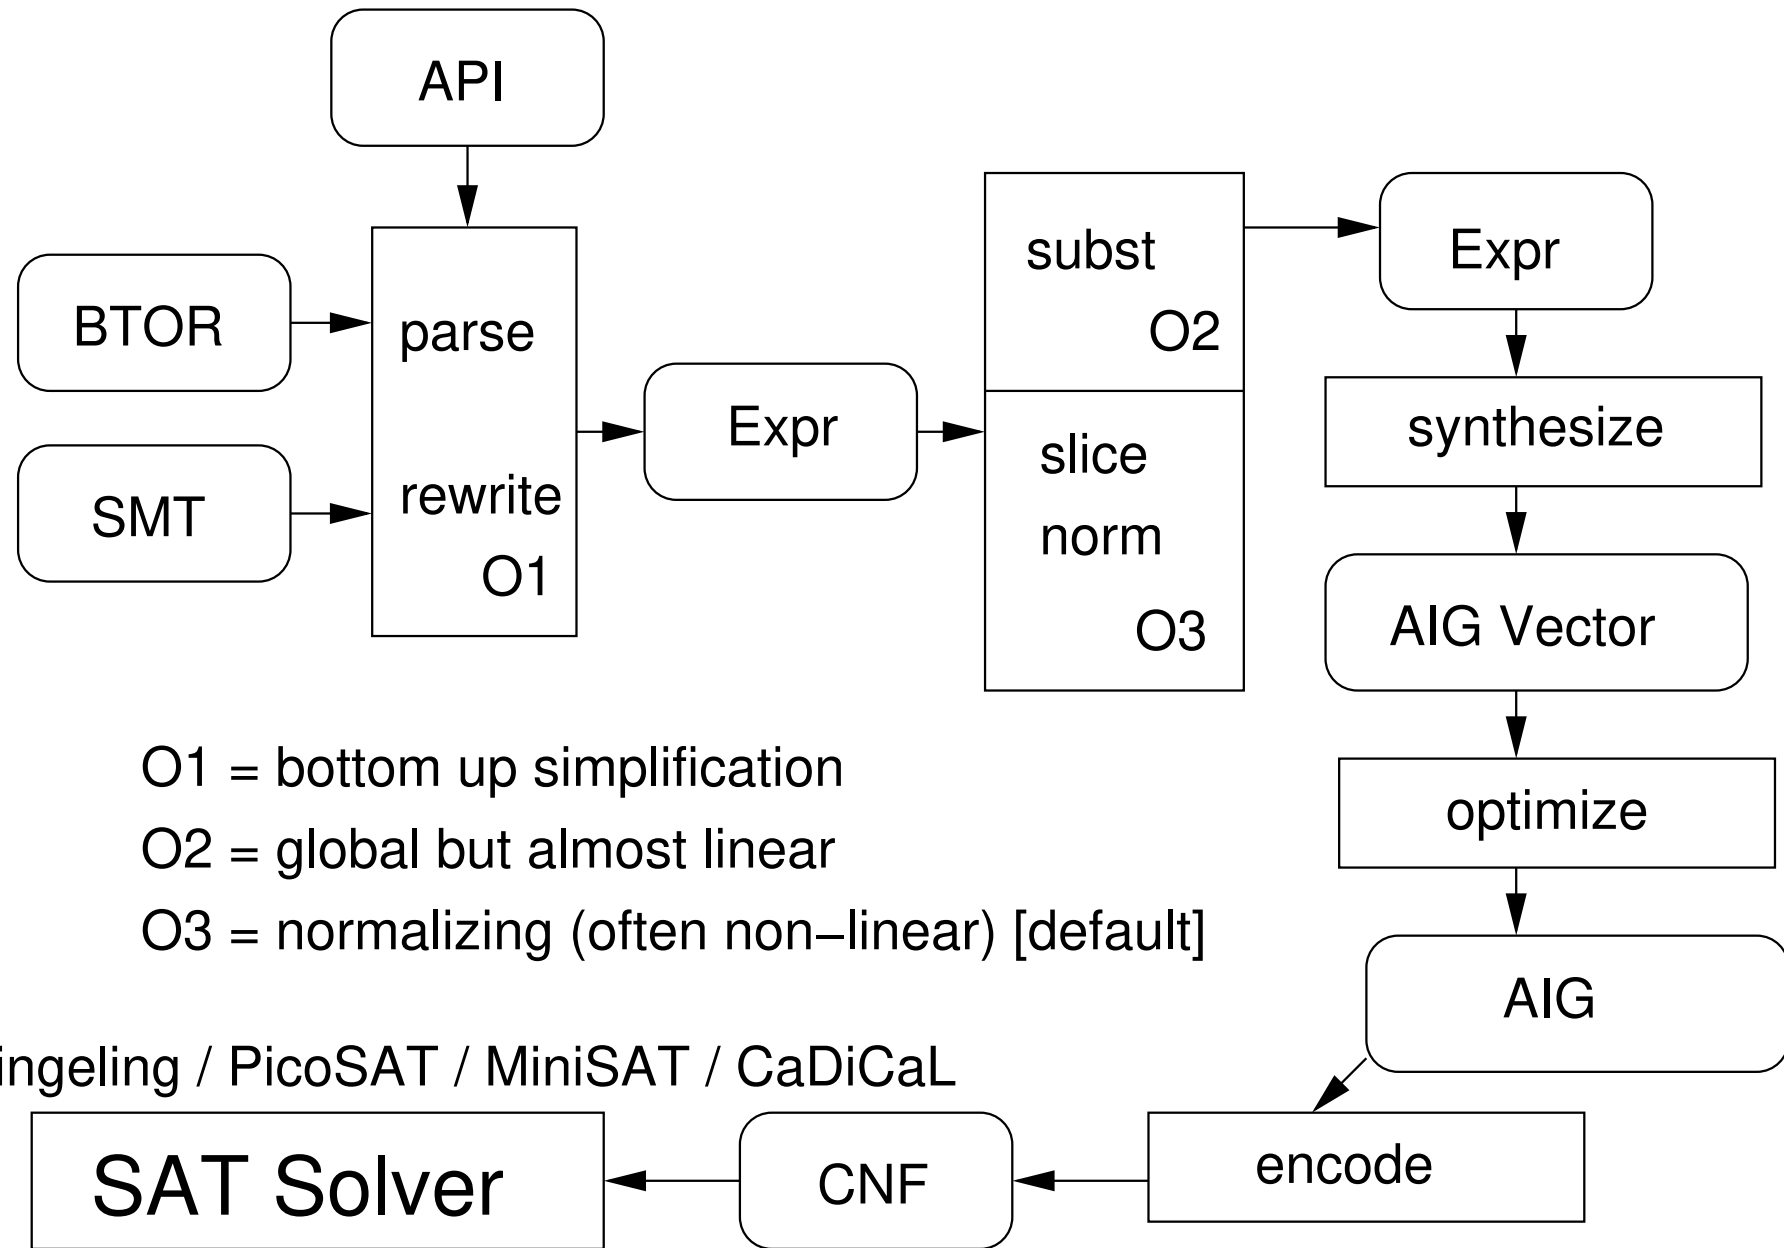 API
BTOR
SMT
parse
rewrite
O1
Expr
subst
O2
slice
norm
O3
Expr
synthesize
AIG Vector
optimize
AIG
O1 = bottom up simplification
O2 = global but almost linear
O3 = normalizing (often non−linear) [default]
ingeling / PicoSAT / MiniSAT / CaDiCaL
SAT Solver
CNF
encode